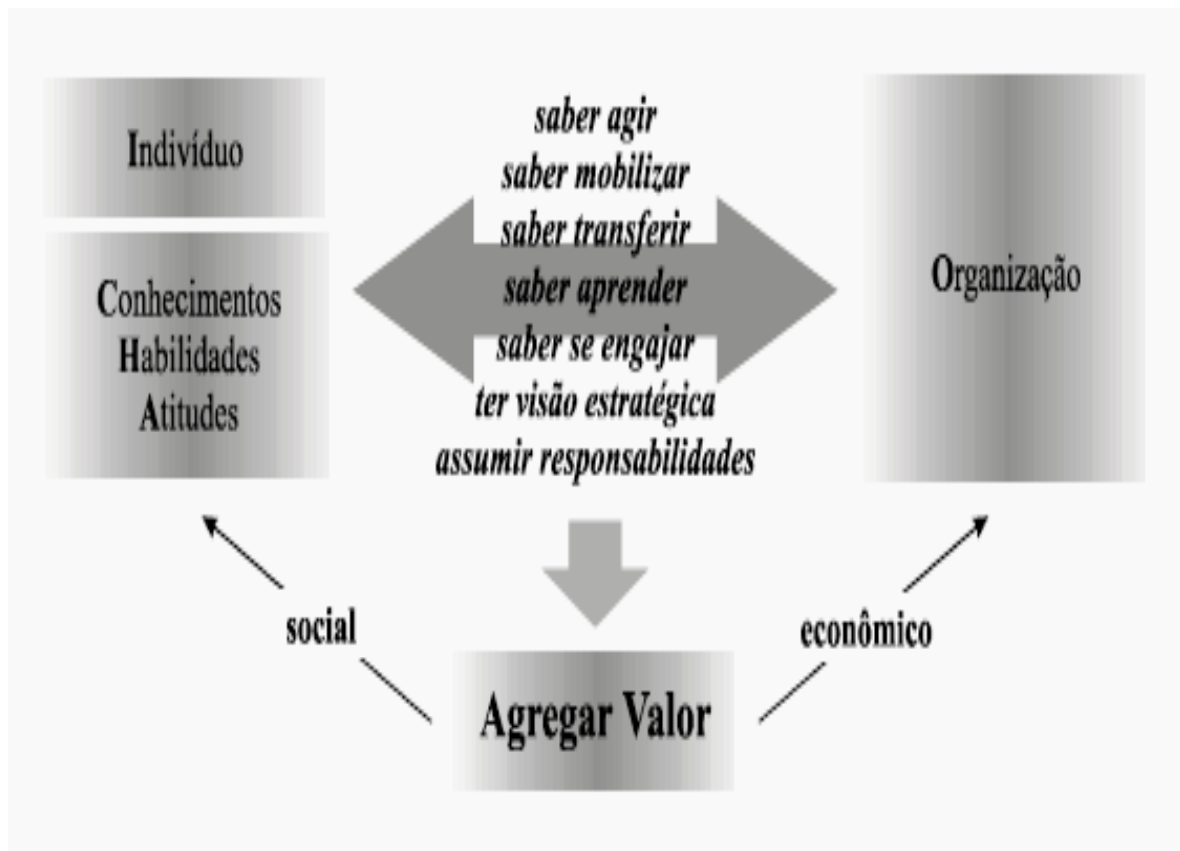 Indivíduo
Conhecimentos
Habilidades
Atitudes
saber agir
saber mobilizar
saber transferir
saber aprender
saber se engajar
ter visão estratégica
assumir responsabilidades
Organização
social
econômico
Agregar Valor